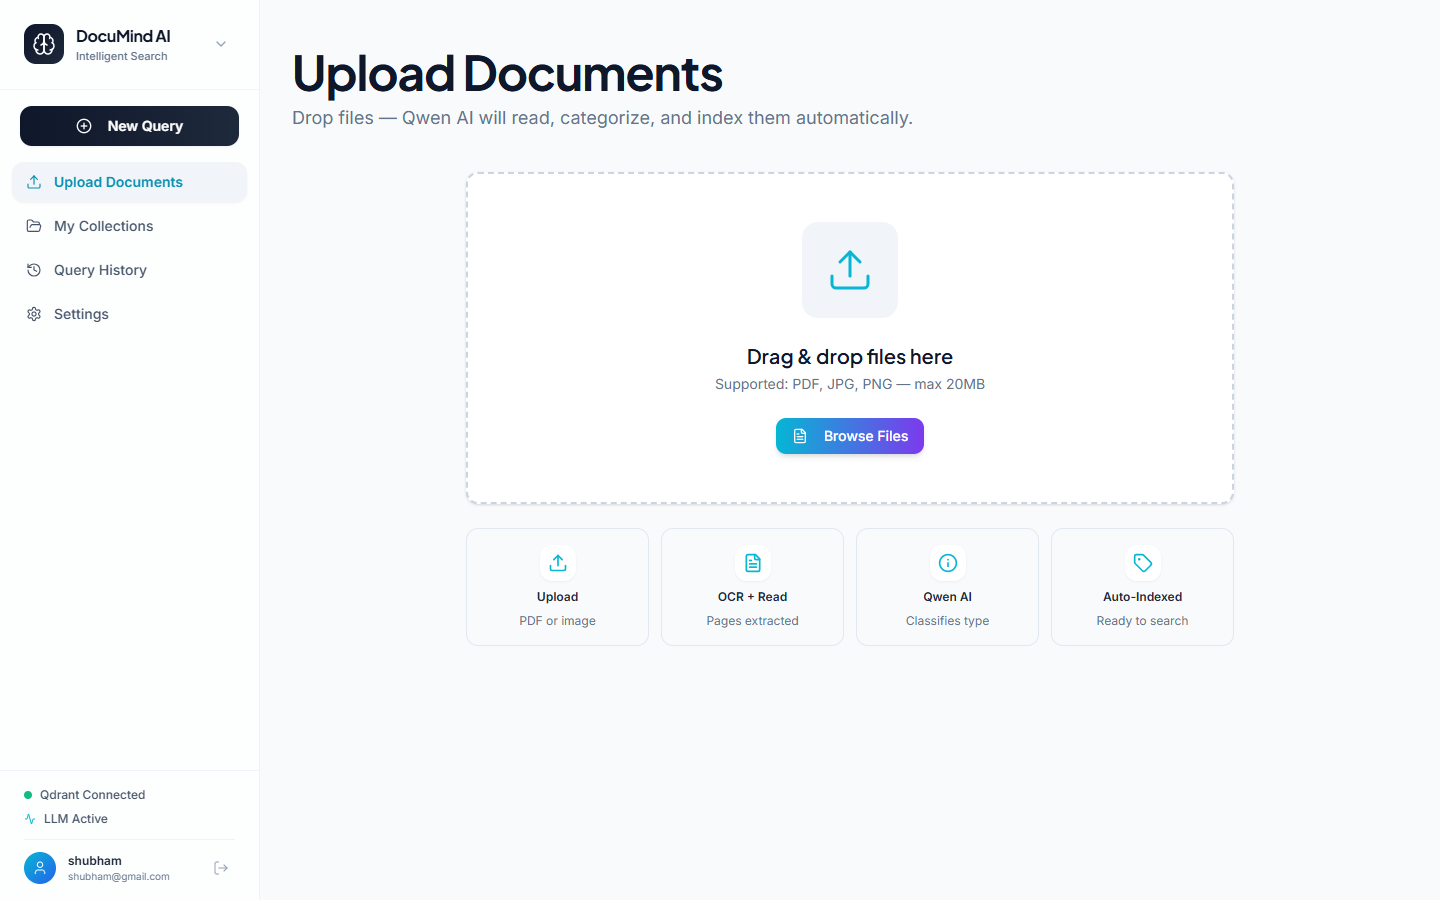 DocuMind AI
Intelligent Search
New Query
Upload Documents
My Collections
Query History
Settings
Qdrant Connected
LLM Active
shubham
shubham@gmail.com
Upload Documents
Drop files — Qwen AI will read, categorize, and index them automatically.
Drag & drop files here
Supported: PDF, JPG, PNG — max 20MB
Browse Files
Upload
PDF or image
OCR + Read
Pages extracted
Qwen AI
Classifies type
Auto-Indexed
Ready to search